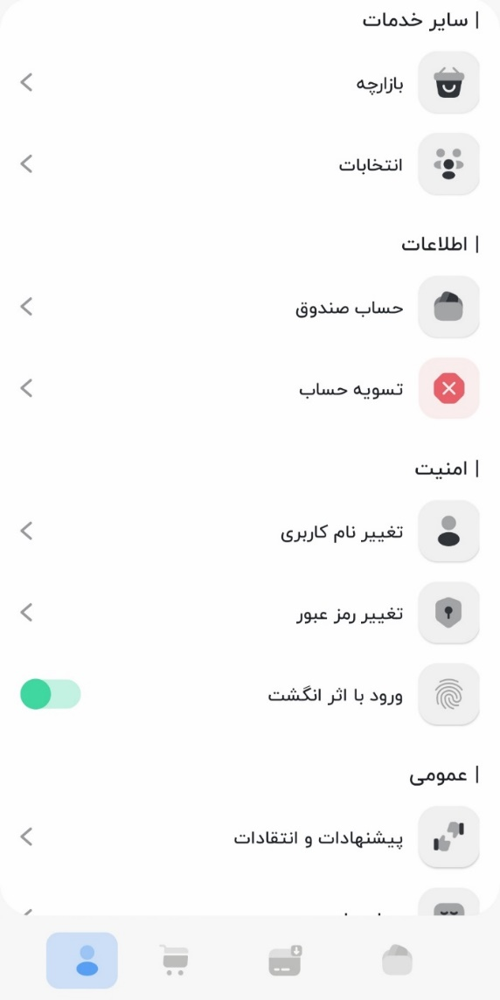 سایر خدمات
بازارچه
انتخابات
اطلاعات
حساب صندوق
تسویه حساب
امنیت
تغییر نام کاربری
تغییر رمز عبور
ورود با اثر انگشت
عمومی
پیشنهادات و انتقادات